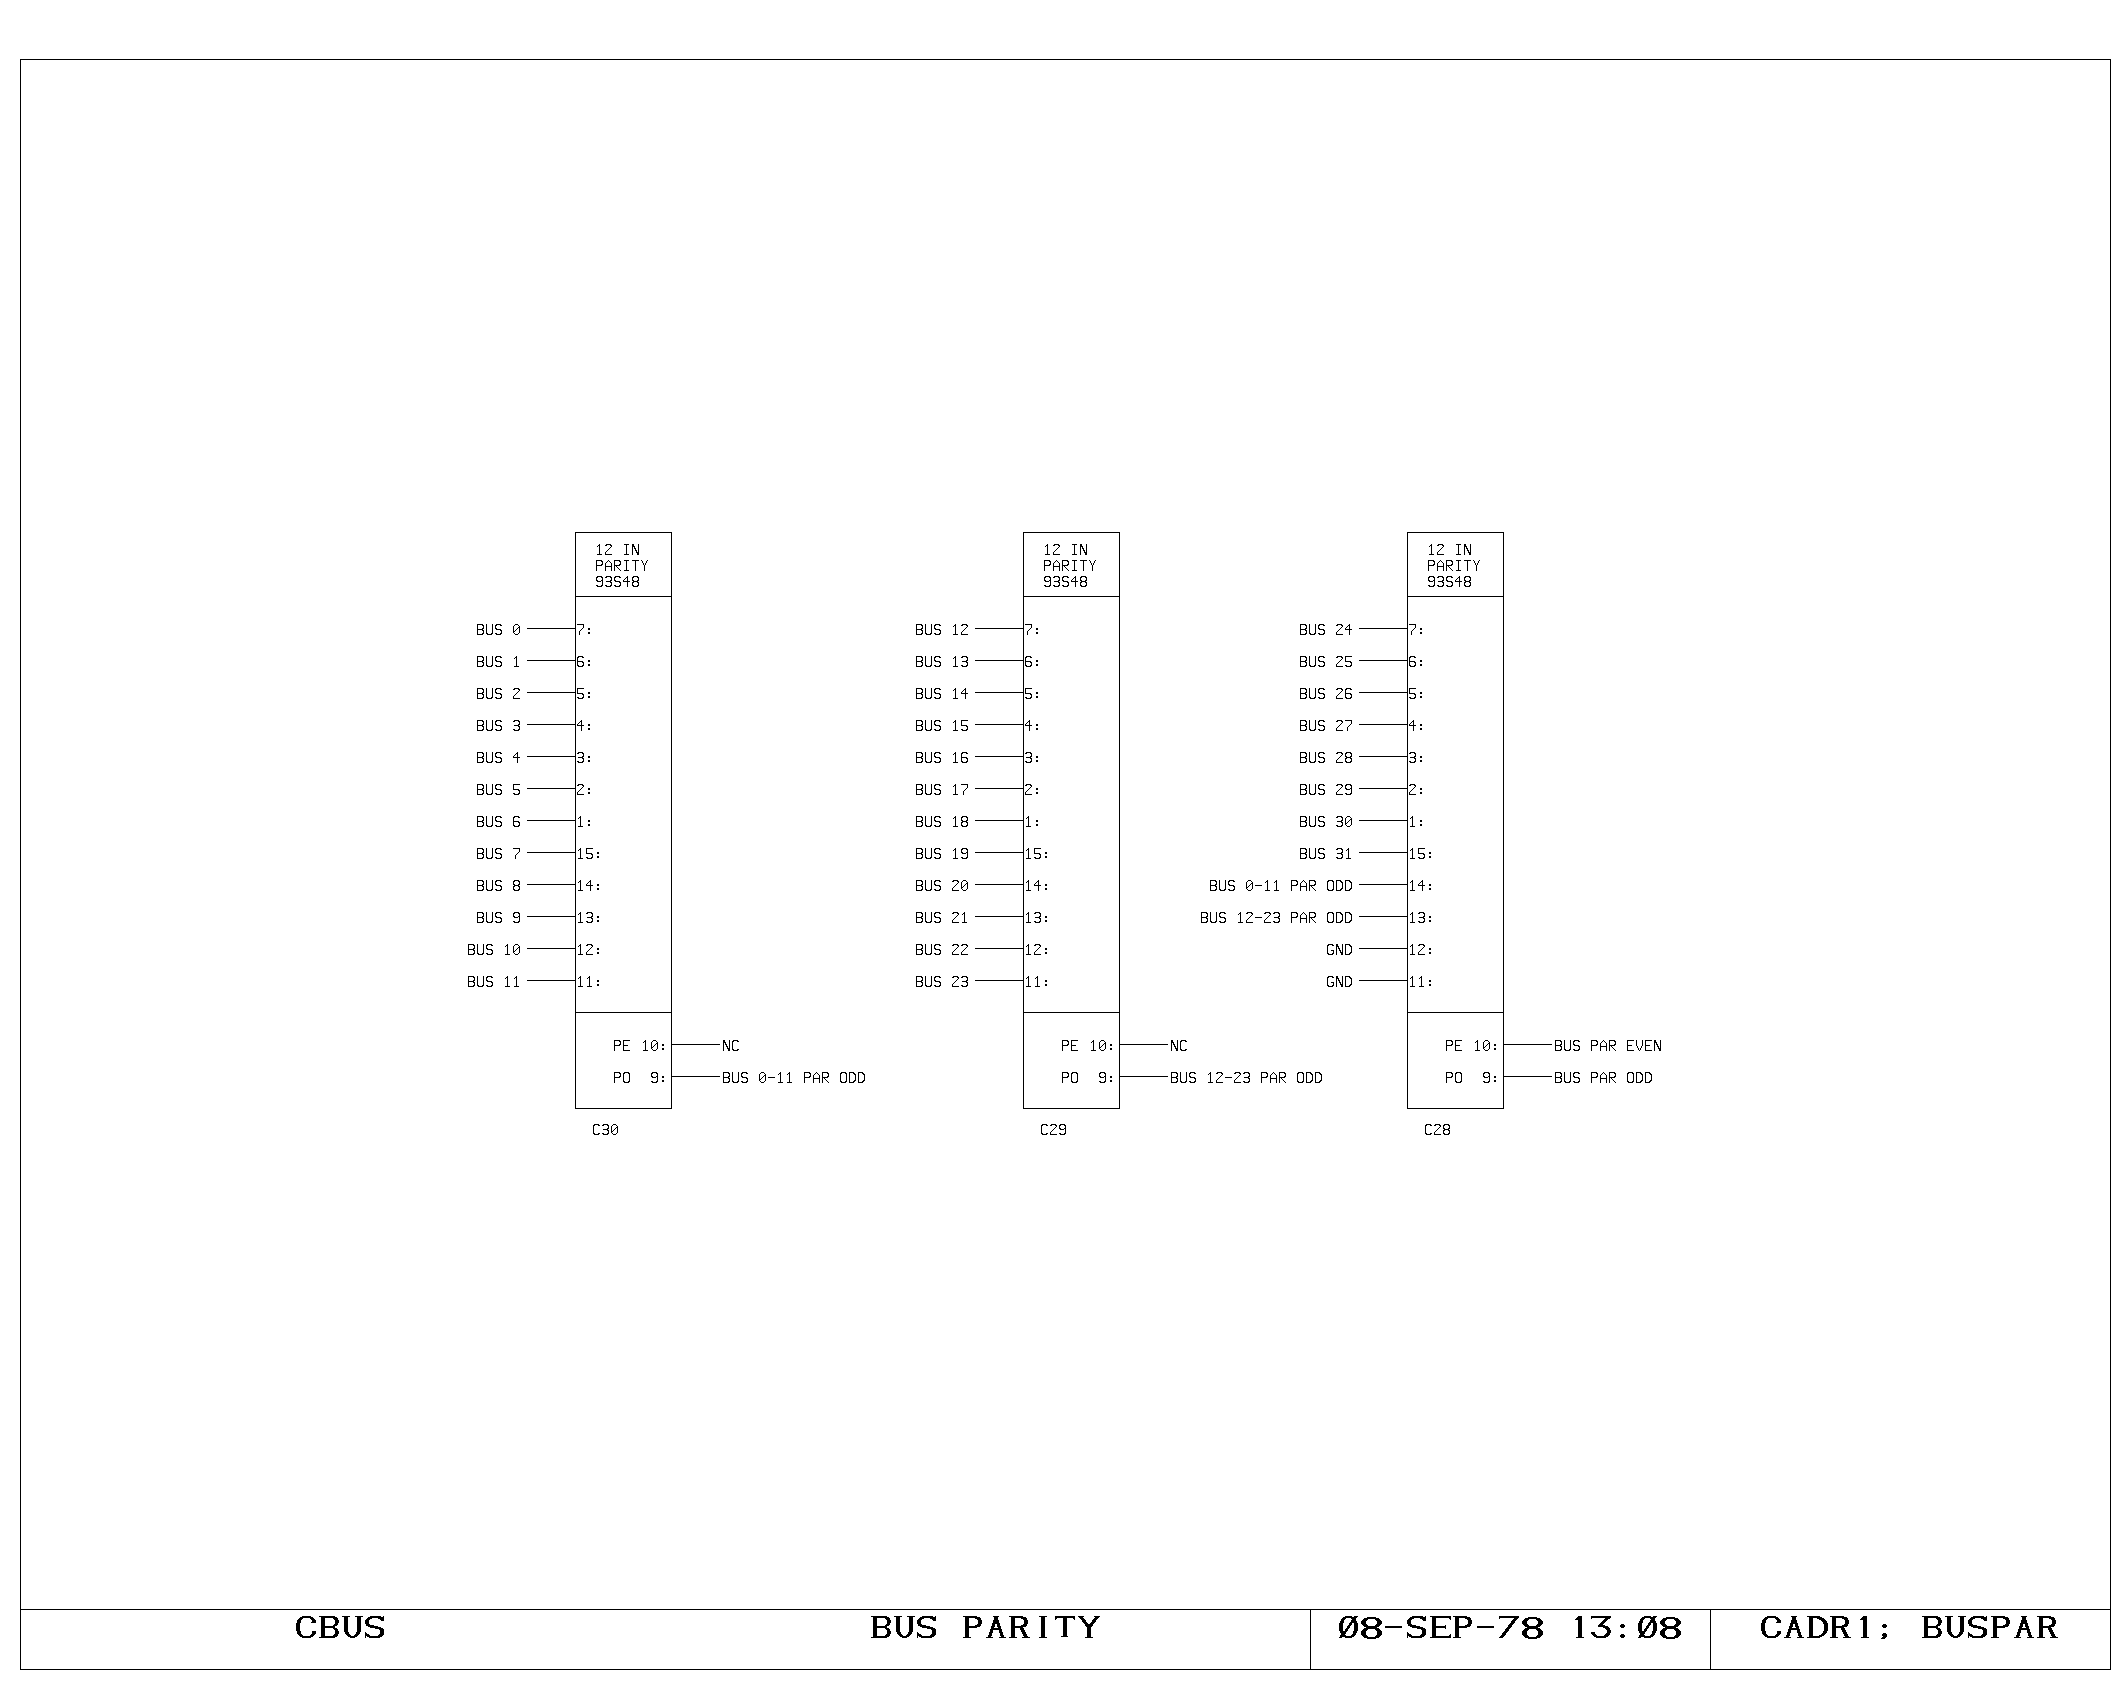 12 IN
PARITY
93S48
BUS 0 7:
BUS 1 6:
BUS 2 5:
BUS 3 4:
BUS 4 3:
BUS 5 2:
BUS 6 1:
BUS 7 15:
BUS 8 14:
BUS 9 13:
BUS 10 12:
BUS 11 11:
PE 10: NC
PO 9: BUS 0-11 PAR ODD
C30
12 IN
PARITY
93S48
BUS 12 7:
BUS 13 6:
BUS 14 5:
BUS 15 4:
BUS 16 3:
BUS 17 2:
BUS 18 1:
BUS 19 15:
BUS 20 14:
BUS 21 13:
BUS 22 12:
BUS 23 11:
PE 10: NC
PO 9: BUS 12-23 PAR ODD
C29
12 IN
PARITY
93S48
BUS 24 7:
BUS 25 6:
BUS 26 5:
BUS 27 4:
BUS 28 3:
BUS 29 2:
BUS 30 1:
BUS 31 15:
BUS 0-11 PAR ODD 14:
BUS 12-23 PAR ODD 13:
GND 12:
GND 11:
PE 10: BUS PAR EVEN
PO 9: BUS PAR ODD
C28
CBUS
BUS PARITY
08-SEP-78 13:08
CADR1; BUSPAR